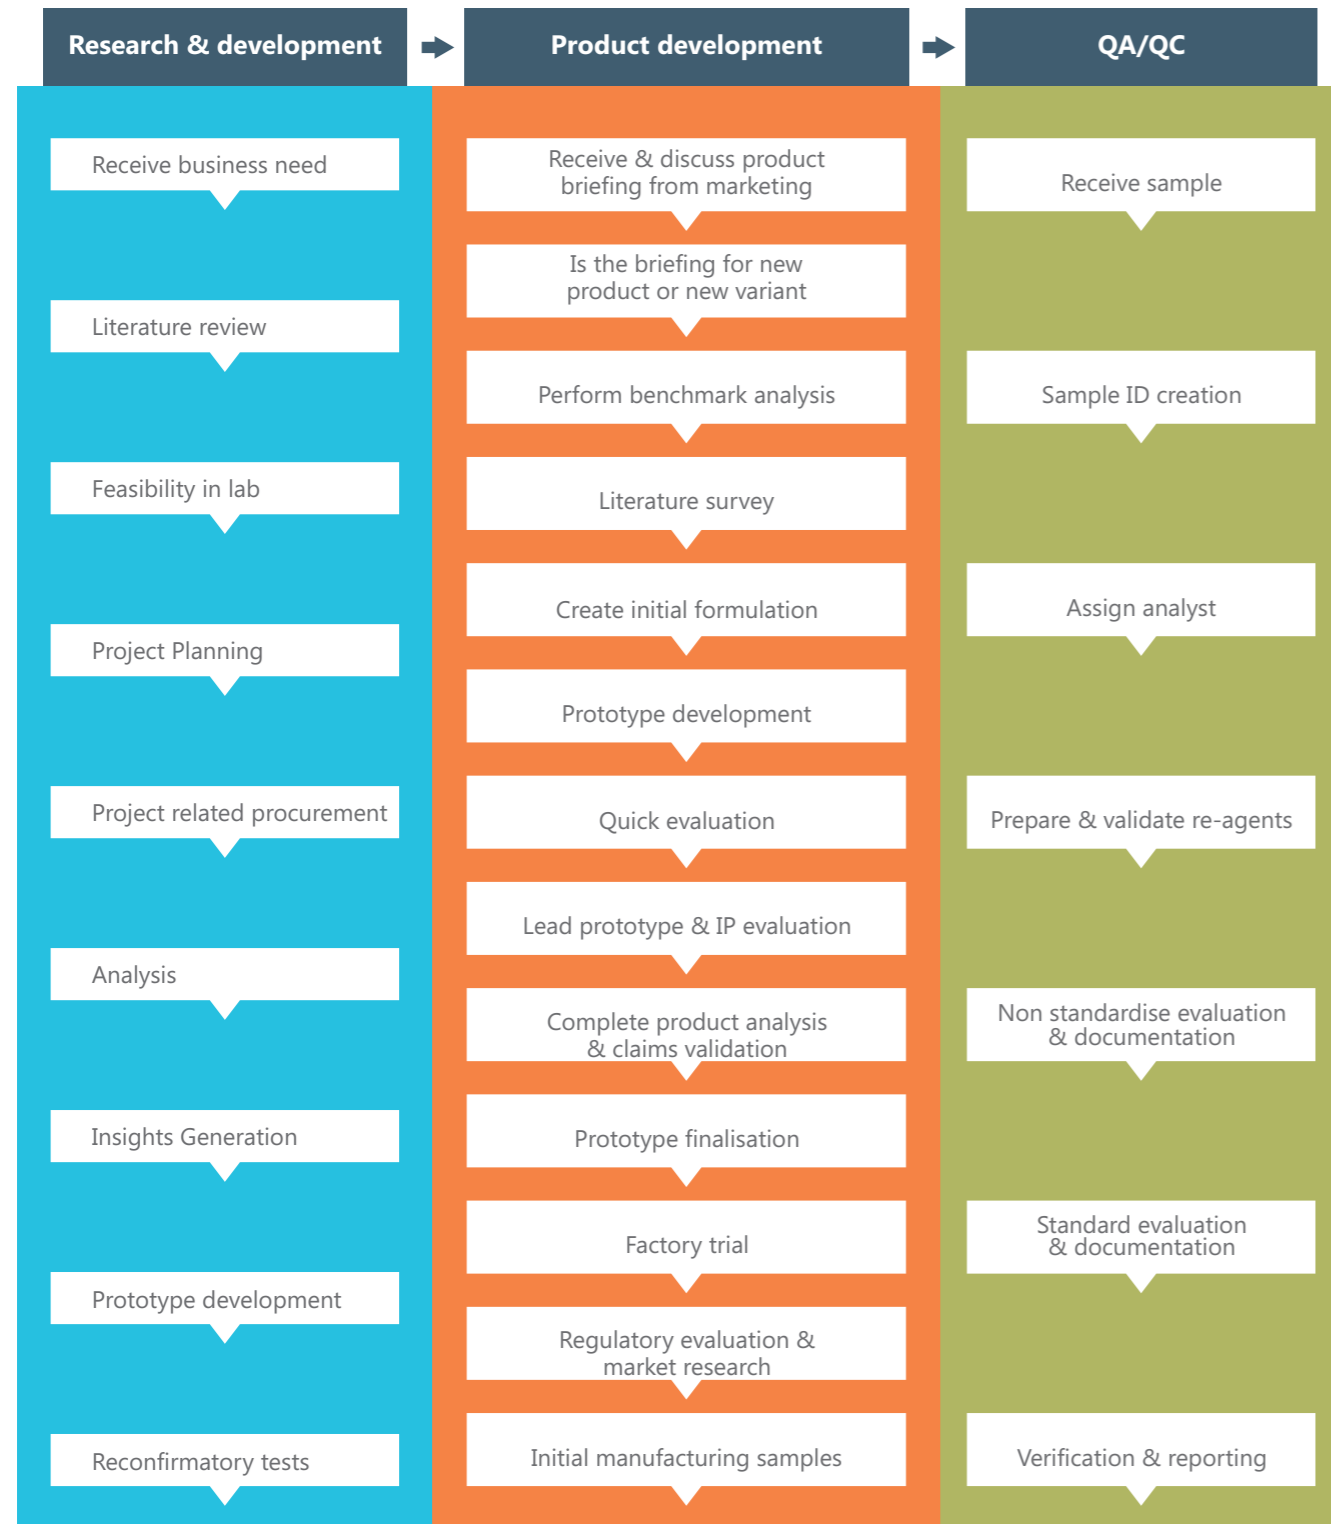 Research & development
Product development
QA/QC
Receive business need
Literature review
Feasibility in lab
Project Planning
Project related procurement
Analysis
Insights Generation
Prototype development
Reconfirmatory tests
Receive & discuss product
briefing from marketing
Is the briefing for new
product or new variant
Perform benchmark analysis
Literature survey
Create initial formulation
Prototype development
Quick evaluation
Lead prototype & IP evaluation
Complete product analysis
& claims validation
Prototype finalisation
Factory trial
Regulatory evaluation &
market research
Initial manufacturing samples
Receive sample
Sample ID creation
Assign analyst
Prepare & validate re-agents
Non standardise evaluation
& documentation
Standard evaluation
& documentation
Verification & reporting